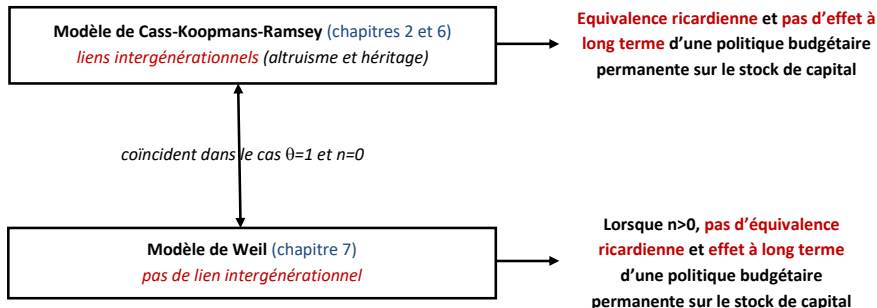 Modèle de Cass-Koopmans-Ramsey (chapitres 2 et 6)
liens intergénérationnels (altruisme et héritage)
Equivalence ricardienne et pas d'effet à
long terme d'une politique budgétaire
permanente sur le stock de capital
coïncident dans le cas θ=1 et n=0
Modèle de Weil (chapitre 7)
pas de lien intergénérationnel
Lorsque n>0, pas d'équivalence
ricardienne et effet à long terme
d'une politique budgétaire
permanente sur le stock de capital